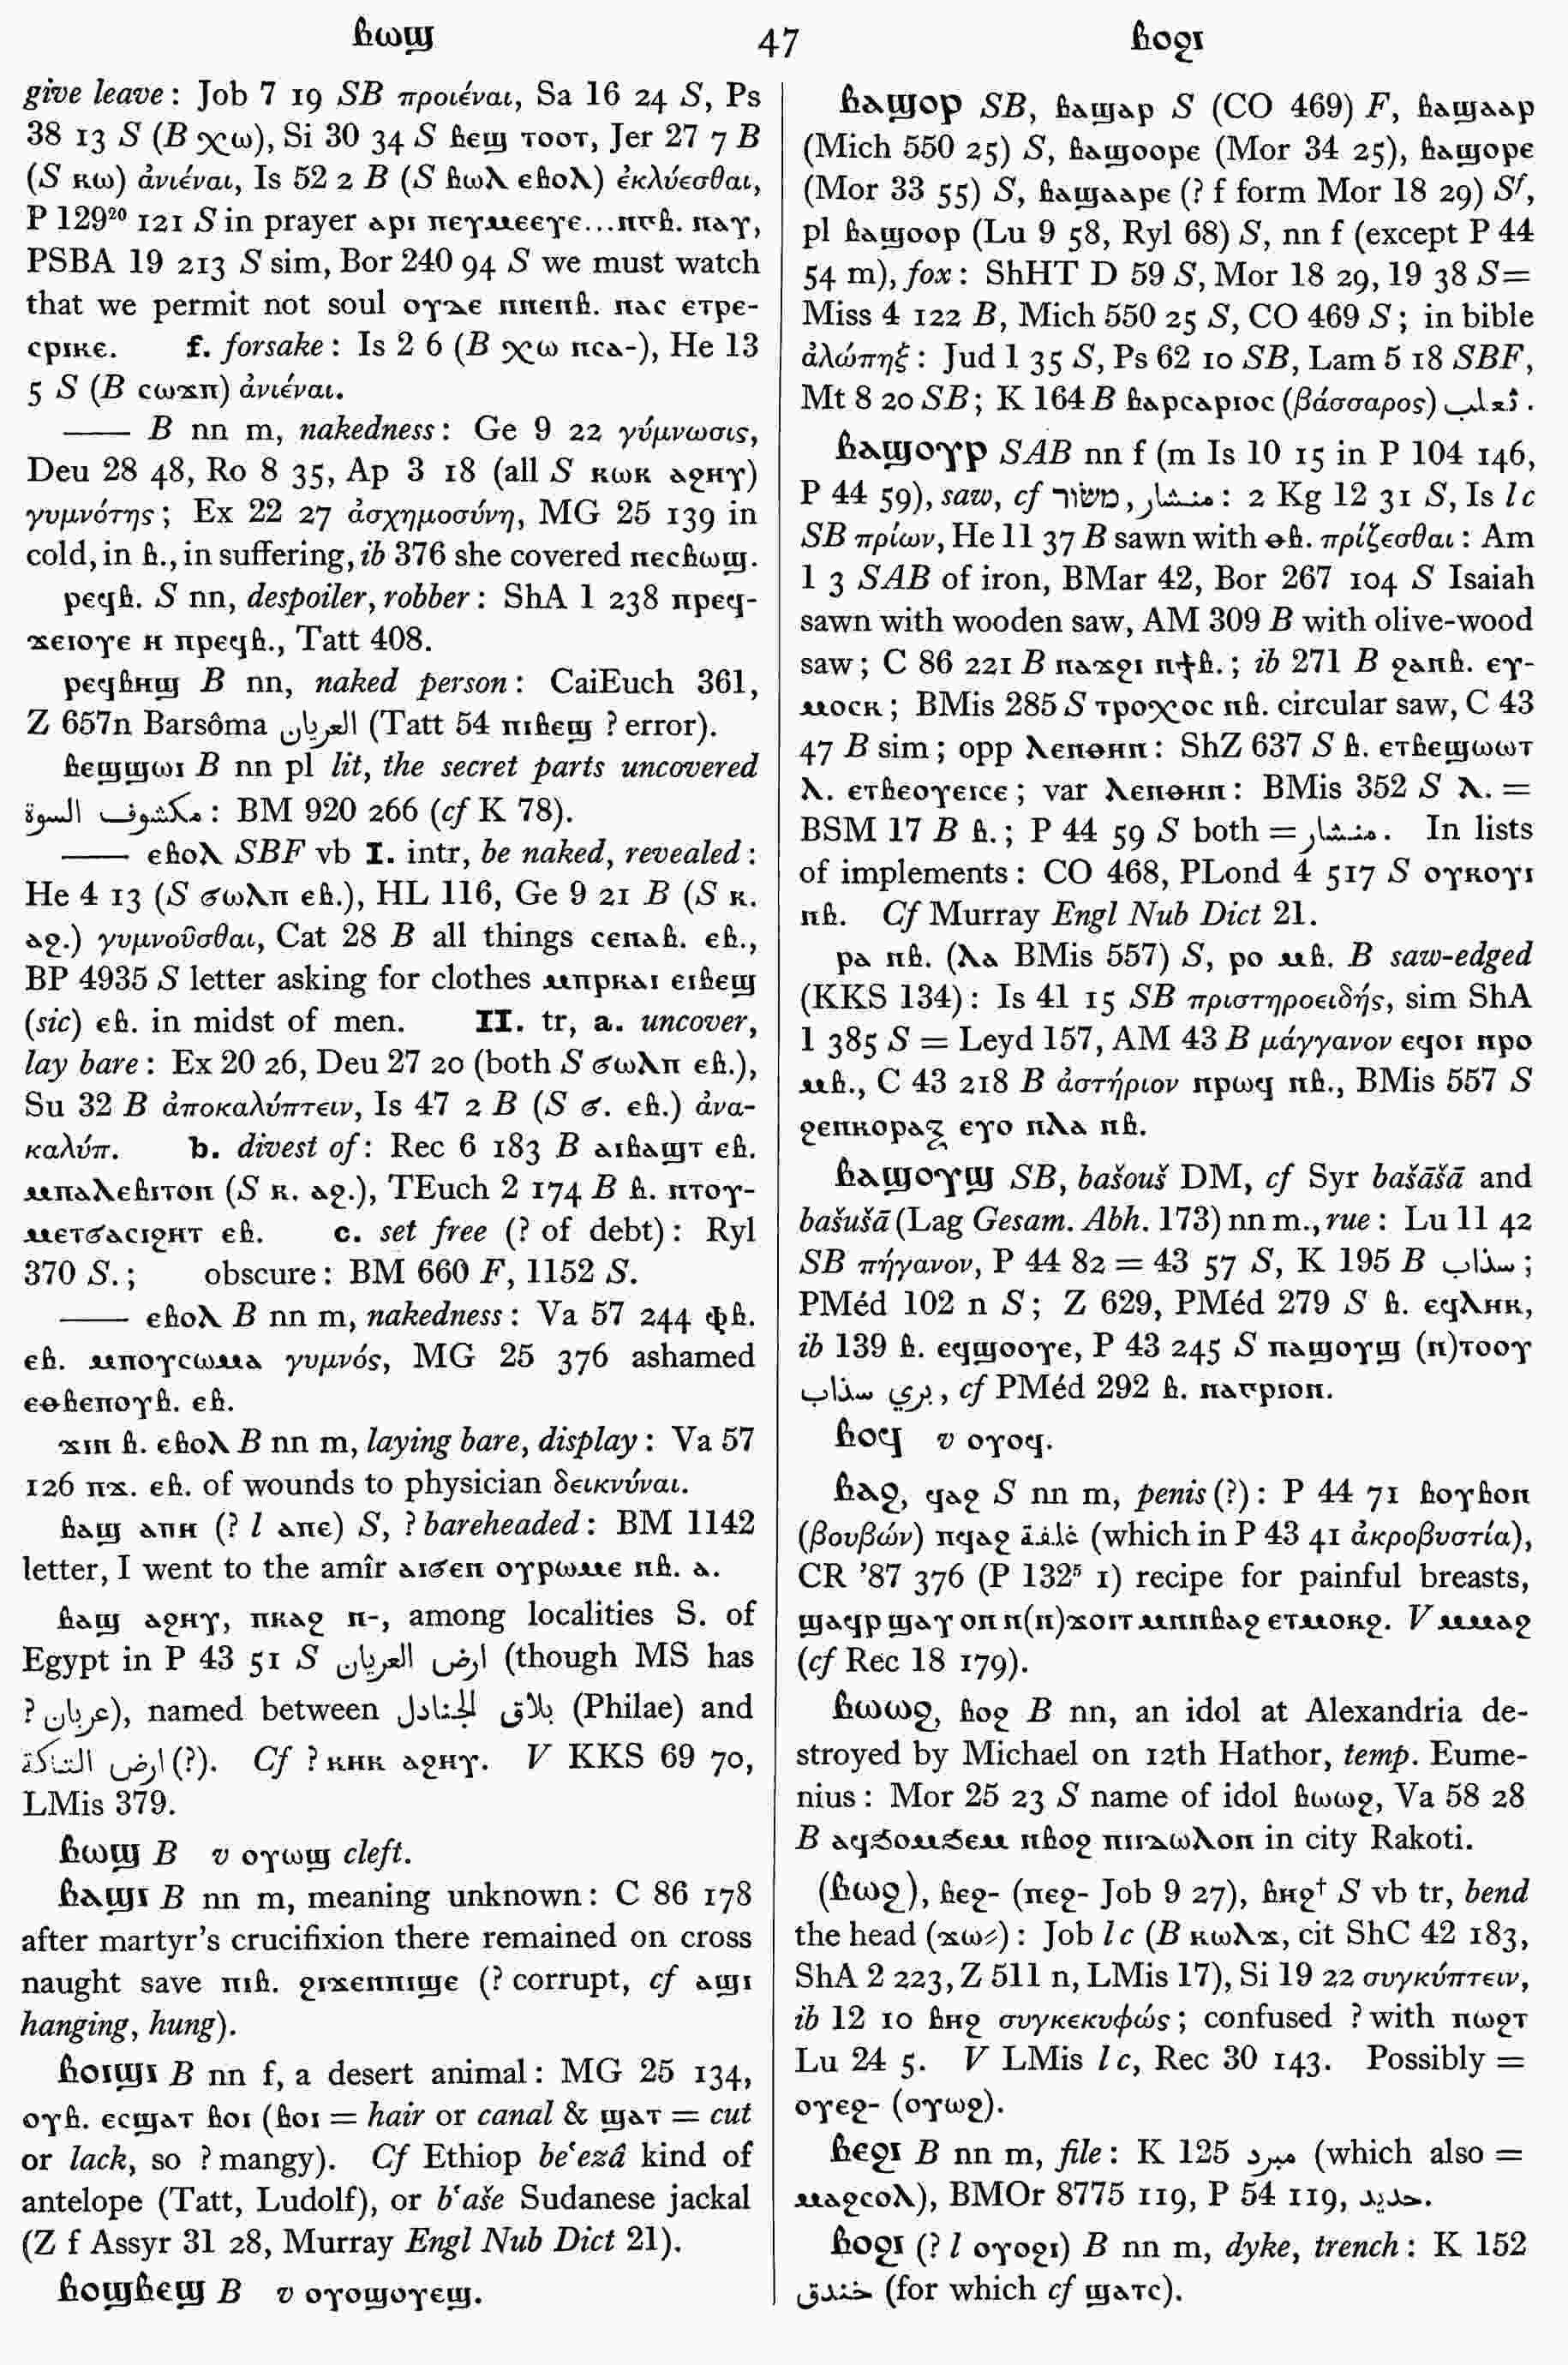 ⲃⲱϣ 47 ⲃⲟϩⲓ
give leave: Job 7 19 SB προιέναι, Sa 16 24 S, Ps
38 13 S (B ⲭⲱ), Si 30 34 S ⲃⲉϣ ⲧⲟⲟⲧ, Jer 27 7 B
(S ⲕⲱ) ἀνιέναι, Is 52 2 B (S ⲃⲱⲗ ⲉⲃⲟⲗ) ἐκλύεσθαι,
P 129²⁰ 121 S in prayer ⲁⲣⲓ ⲡⲉⲩⲙⲉⲉⲩⲉ...ⲛⲅⲃ. ⲛⲁⲩ,
PSBA 19 213 S sim, Bor 240 94 S we must watch
that we permit not soul ⲟⲩⲇⲉ ⲛⲛⲉⲛⲃ. ⲛⲁⲥ ⲉⲧⲣⲉ-
ⲥⲣⲓⲕⲉ. f. forsake: Is 2 6 (B ⲭⲱ ⲛⲥⲁ-), He 13
5 S (B ⲥⲱϫⲡ) ἀνιέναι.
—— B nn m, nakedness: Ge 9 22 γύμνωσις,
Deu 28 48, Ro 8 35, Ap 3 18 (all S ⲕⲱⲕ ⲁϩⲏⲩ)
γυμνότης; Ex 22 27 ἀσχημοσύνη, MG 25 139 in
cold, in ⲃ., in suffering, ib 376 she covered ⲡⲉⲥⲃⲱϣ.
ⲣⲉϥⲃ. S nn, despoiler, robber: ShA 1 238 ⲡⲣⲉϥ-
ϫⲉⲓⲟⲩⲉ ⲏ ⲡⲣⲉϥⲃ., Tatt 408.
ⲣⲉϥⲃⲏϣ B nn, naked person: CaiEuch 361,
Z 657n Barsôma العريان (Tatt 54 ⲡⲓⲃⲉϣ ? error).
ⲃⲉϣϣⲱⲓ B nn pl lit, the secret parts uncovered
مكشوف السوة: BM 920 266 (cf K 78).
—— ⲉⲃⲟⲗ SBF vb I. intr, be naked, revealed:
He 4 13 (S ϭⲱⲗⲡ ⲉⲃ.), HL 116, Ge 9 21 B (S ⲕ.
ⲁϩ.) γυμνοῦσθαι, Cat 28 B all things ⲥⲉⲛⲁⲃ. ⲉⲃ.,
BP 4935 S letter asking for clothes ⲙⲡⲣⲕⲁⲓ ⲉⲓⲃⲉϣ
(sic) ⲉⲃ. in midst of men. II. tr, a. uncover,
lay bare: Ex 20 26, Deu 27 20 (both S ϭⲱⲗⲡ ⲉⲃ.),
Su 32 B ἀποκαλύπτειν, Is 47 2 B (S ϭ. ⲉⲃ.) ἀνα-
καλύπ. b. divest of: Rec 6 183 B ⲁⲓⲃⲁϣⲧ ⲉⲃ.
ⲙⲡⲁⲗⲉⲃⲓⲧⲟⲛ (S ⲕ. ⲁϩ.), TEuch 2 174 B ⲃ. ⲛⲧⲟⲩ-
ⲙⲉⲧϭⲁⲥⲓϩⲏⲧ ⲉⲃ. c. set free (? of debt): Ryl
370 S.; obscure: BM 660 F, 1152 S.
—— ⲉⲃⲟⲗ B nn m, nakedness: Va 57 244 ⲫⲃ.
ⲉⲃ. ⲙⲡⲟⲩⲥⲱⲙⲁ γυμνός, MG 25 376 ashamed
ⲉⲑⲃⲉⲡⲟⲩⲃ. ⲉⲃ.
ϫⲓⲛ ⲃ. ⲉⲃⲟⲗ B nn m, laying bare, display: Va 57
126 ⲡϫ. ⲉⲃ. of wounds to physician δεικνύναι.
ⲃⲁϣ ⲁⲡⲏ (? l ⲁⲡⲉ) S, ? bareheaded: BM 1142
letter, I went to the amîr ⲁⲓϭⲉⲛ ⲟⲩⲣⲱⲙⲉ ⲛⲃ. ⲁ.
ⲃⲁϣ ⲁϩⲏⲩ, ⲡⲕⲁϩ ⲛ-, among localities S. of
Egypt in P 43 51 S ارض العريان (though MS has
? عربان), named between بلاق الجنادل (Philae) and
ارض التاكة(?). Cf ? ⲕⲏⲕ ⲁϩⲏⲩ. V KKS 69 70,
LMis 379.
ⲃⲱϣ B v ⲟⲩⲱϣ cleft.
ⲃⲁϣⲓ B nn m, meaning unknown: C 86 178
after martyr's crucifixion there remained on cross
naught save ⲡⲓⲃ. ϩⲓϫⲉⲛⲡⲓϣⲉ (? corrupt, cf ⲁϣⲓ
hanging, hung).
ⲃⲟⲓϣⲓ B nn f, a desert animal: MG 25 134,
ⲟⲩⲃ. ⲉⲥϣⲁⲧ ⲃⲟⲓ (ⲃⲟⲓ = hair or canal & ϣⲁⲧ = cut
or lack, so ? mangy). Cf Ethiop beʿezâ kind of
antelope (Tatt, Ludolf), or bʿaše Sudanese jackal
(Z f Assyr 31 28, Murray Engl Nub Dict 21).
ⲃⲟϣⲃⲉϣ B v ⲟⲩⲟϣⲟⲩⲉϣ.
ⲃⲁϣⲟⲣ SB, ⲃⲁϣⲁⲣ S (CO 469) F, ⲃⲁϣⲁⲁⲣ
(Mich 550 25) S, ⲃⲁϣⲟⲟⲣⲉ (Mor 34 25), ⲃⲁϣⲟⲣⲉ
(Mor 33 55) S, ⲃⲁϣⲁⲁⲣⲉ (? f form Mor 18 29) Sᶠ,
pl ⲃⲁϣⲟⲟⲣ (Lu 9 58, Ryl 68) S, nn f (except P 44
54 m), fox: ShHT D 59 S, Mor 18 29, 19 38 S=
Miss 4 122 B, Mich 550 25 S, CO 469 S; in bible
ἀλώπηξ: Jud 1 35 S, Ps 62 10 SB, Lam 5 18 SBF,
Mt 8 20 SB; K 164 B ⲃⲁⲣⲥⲁⲣⲓⲟⲥ (βάσσαρος) ثعلب.
ⲃⲁϣⲟⲩⲣ SAB nn f (m Is 10 15 in P 104 146,
P 44 59), saw, cf מַשּׂוֹר, منشار: 2 Kg 12 31 S, Is l c
SB πρίων, He 11 37 B sawn with ⲑⲃ. πρίζεσθαι: Am
1 3 SAB of iron, BMar 42, Bor 267 104 S Isaiah
sawn with wooden saw, AM 309 B with olive-wood
saw; C 86 221 B ⲛⲁϫϩⲓ ⲛϯⲃ.; ib 271 B ϩⲁⲛⲃ. ⲉⲩ-
ⲙⲟⲥⲕ; BMis 285 S ⲧⲣⲟⲭⲟⲥ ⲛⲃ. circular saw, C 43
47 B sim; opp ⲗⲉⲡⲑⲏⲛ: ShZ 637 S ⲃ. ⲉⲧⲃⲉϣⲱⲱⲧ
ⲗ. ⲉⲧⲃⲉⲟⲩⲉⲓⲥⲉ; var ⲗⲉⲡⲑⲏⲛ: BMis 352 S ⲗ. =
BSM 17 B ⲃ.; P 44 59 S both = منشار. In lists
of implements: CO 468, PLond 4 517 S ⲟⲩⲕⲟⲩⲓ
ⲛⲃ. Cf Murray Engl Nub Dict 21.
ⲣⲁ ⲛⲃ. (ⲗⲁ BMis 557) S, ⲣⲟ ⲙⲃ. B saw-edged
(KKS 134): Is 41 15 SB πριστηροειδής, sim ShA
1 385 S = Leyd 157, AM 43 B μάγγανον ⲉϥⲟⲓ ⲛⲣⲟ
ⲙⲃ., C 43 218 B ἀστήριον ⲛⲣⲱϥ ⲛⲃ., BMis 557 S
ϩⲉⲛⲕⲟⲣⲁⲝ ⲉⲩⲟ ⲛⲗⲁ ⲛⲃ.
ⲃⲁϣⲟⲩϣ SB, bašouš DM, cf Syr bašāšā and
bašušā (Lag Gesam. Abh. 173) nn m., rue: Lu 11 42
SB πήγανον, P 44 82 = 43 57 S, K 195 B سذاب;
PMéd 102 n S; Z 629, PMéd 279 S ⲃ. ⲉϥⲗⲏⲕ,
ib 139 ⲃ. ⲉϥϣⲟⲟⲩⲉ, P 43 245 S ⲡⲁϣⲟⲩϣ (ⲛ)ⲧⲟⲟⲩ
بري سذاب, cf PMéd 292 ⲃ. ⲛⲁⲅⲣⲓⲟⲛ.
ⲃⲟϥ v ⲟⲩⲟϥ.
ⲃⲁϩ, ϥⲁϩ S nn m, penis (?): P 44 71 ⲃⲟⲩⲃⲟⲛ
(βουβών) ⲡϥⲁϩ غلفة (which in P 43 41 ἀκροβυστία),
CR '87 376 (P 132⁵ 1) recipe for painful breasts,
ϣⲁϥⲣ ϣⲁⲩ ⲟⲛ ⲛ(ⲛ)ϫⲟⲓⲧ ⲙⲛⲛⲃⲁϩ ⲉⲧⲙⲟⲕϩ. V ⲙⲙⲁϩ
(cf Rec 18 179).
ⲃⲱⲱϩ, ⲃⲟϩ B nn, an idol at Alexandria de-
stroyed by Michael on 12th Hathor, temp. Eume-
nius: Mor 25 23 S name of idol ⲃⲱⲱϩ, Va 58 28
B ⲁϥϧⲟⲙϧⲉⲙ ⲛⲃⲟϩ ⲡⲓⲓⲇⲱⲗⲟⲛ in city Rakoti.
(ⲃⲱϩ), ⲃⲉϩ- (ⲡⲉϩ- Job 9 27), ⲃⲏϩ† S vb tr, bend
the head (ϫⲱ⸗): Job l c (B ⲕⲱⲗϫ, cit ShC 42 183,
ShA 2 223, Z 511 n, LMis 17), Si 19 22 συγκύπτειν,
ib 12 10 ⲃⲏϩ συγκεκυφώς; confused ? with ⲡⲱϩⲧ
Lu 24 5. V LMis l c, Rec 30 143. Possibly =
ⲟⲩⲉϩ- (ⲟⲩⲱϩ).
ⲃⲉϩⲓ B nn m, file: K 125 مبرد (which also =
ⲙⲁϩⲥⲟⲗ), BMOr 8775 119, P 54 119, حديد.
ⲃⲟϩⲓ (? l ⲟⲩⲟϩⲓ) B nn m, dyke, trench: K 152
خندق (for which cf ϣⲁⲧⲥ).